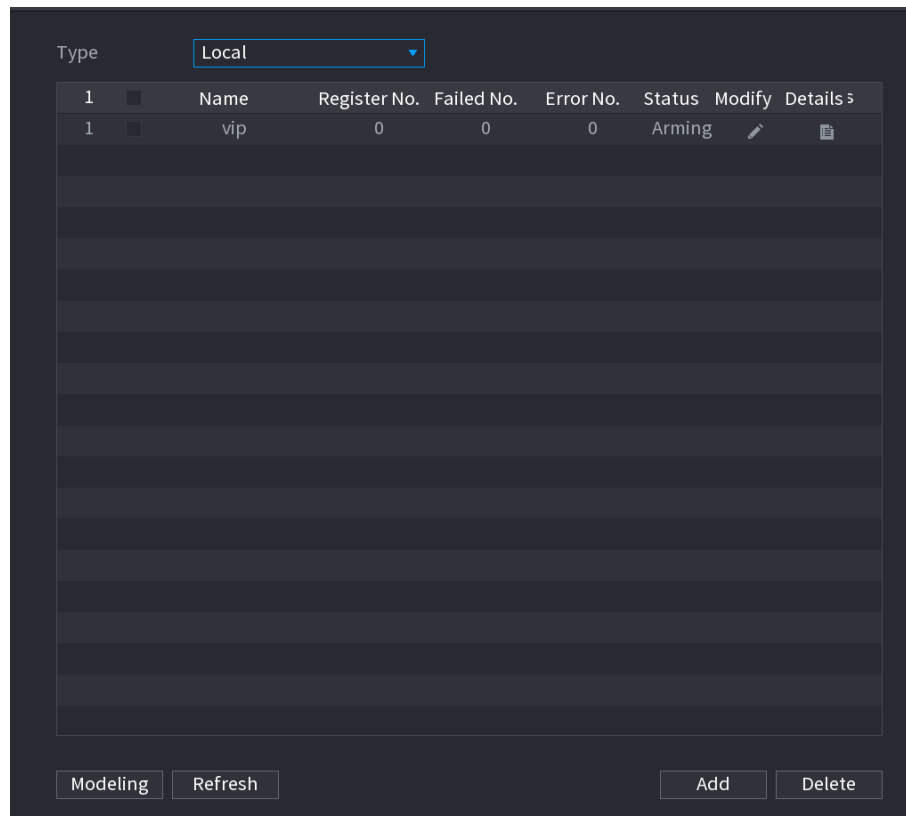 Type Local
1 Name Register No. Failed No. Error No. Status Modify Details s
1 vip 0 0 0 Arming
Modeling Refresh Add Delete